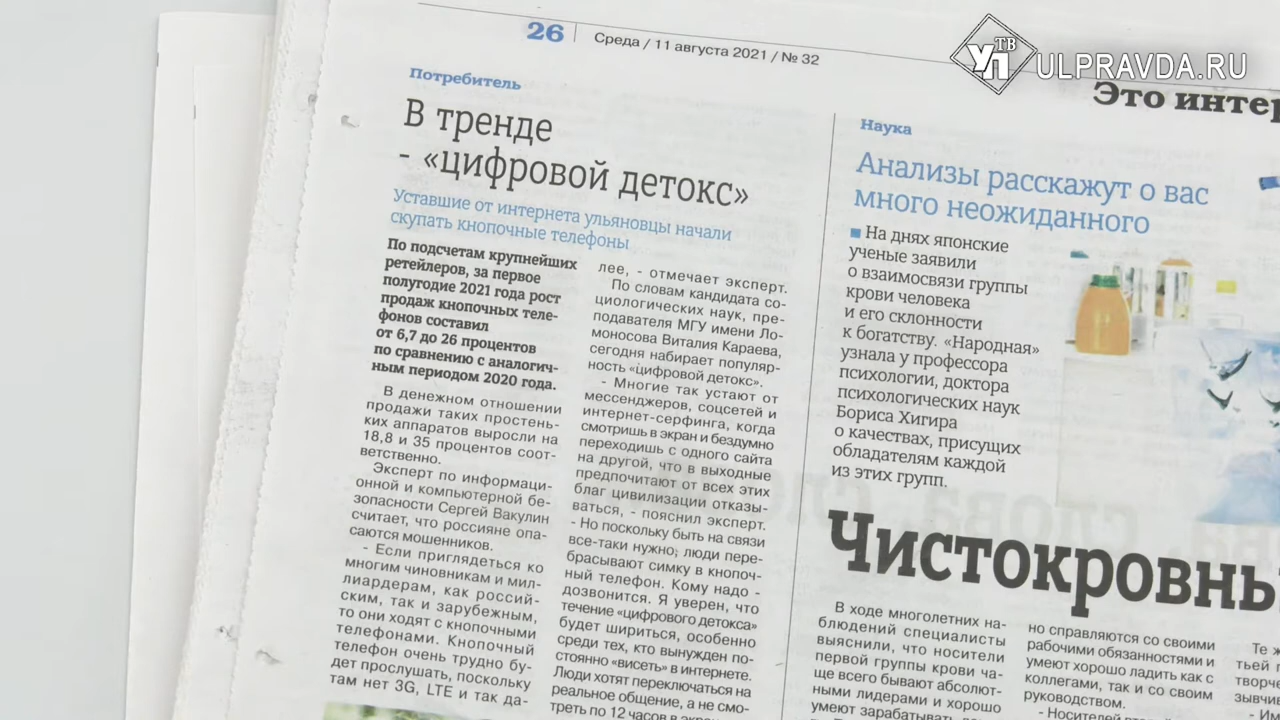 УП ТВ ULPRAVDA.RU
26 Среда / 11 августа 2021 / № 32
Это интер
Потребитель
В тренде
- «цифровой детокс»
Уставшие от интернета ульяновцы начали
скупать кнопочные телефоны
По подсчетам крупнейших
ретейлеров, за первое
полугодие 2021 года рост
продаж кнопочных теле-
фонов составил
от 6,7 до 26 процентов
по сравнению с аналогич-
ным периодом 2020 года.
В денежном отношении
продажи таких простень-
ких аппаратов выросли на
18,8 и 35 процентов соот-
ветственно.
Эксперт по информаци-
онной и компьютерной бе-
зопасности Сергей Вакулин
считает, что россияне опа-
саются мошенников.
- Если приглядеться ко
многим чиновникам и мил-
лиардерам, как россий-
ским, так и зарубежным,
то они ходят с кнопочными
телефонами. Кнопочный
телефон очень трудно бу-
дет прослушать, поскольку
там нет 3G, LTE и так да-
лее, - отмечает эксперт.
По словам кандидата со-
циологических наук, пре-
подавателя МГУ имени Ло-
моносова Виталия Караева,
сегодня набирает популяр-
ность «цифровой детокс».
- Многие так устают от
мессенджеров, соцсетей и
интернет-серфинга, когда
смотришь в экран и бездумно
переходишь с одного сайта
на другой, что в выходные
предпочитают от всех этих
благ цивилизации отказы-
ваться, - пояснил эксперт.
- Но поскольку быть на связи
все-таки нужно, люди пере-
брасывают симку в кнопоч-
ный телефон. Кому надо -
дозвонится. Я уверен, что
течение «цифрового детокса»
будет шириться, особенно
среди тех, кто вынужден по-
стоянно «висеть» в интернете.
Люди хотят переключаться на
реальное общение, а не смо-
треть по 12 часов в экран
Наука
Анализы расскажут о вас
много неожиданного
На днях японские
ученые заявили
о взаимосвязи группы
крови человека
и его склонности
к богатству. «Народная»
узнала у профессора
психологии, доктора
психологических наук
Бориса Хигира
о качествах, присущих
обладателям каждой
из этих групп.
Чистокровны
В ходе многолетних на-
блюдений специалисты
выяснили, что носители
первой группы крови ча-
ще всего бывают абсолют-
ными лидерами и хорошо
умеют зарабатывать
но справляются со своими
рабочими обязанностями и
умеют хорошо ладить как с
коллегами, так и со своим
руководством.
- Носителей
Те ж
тьей г
творче
зывчи